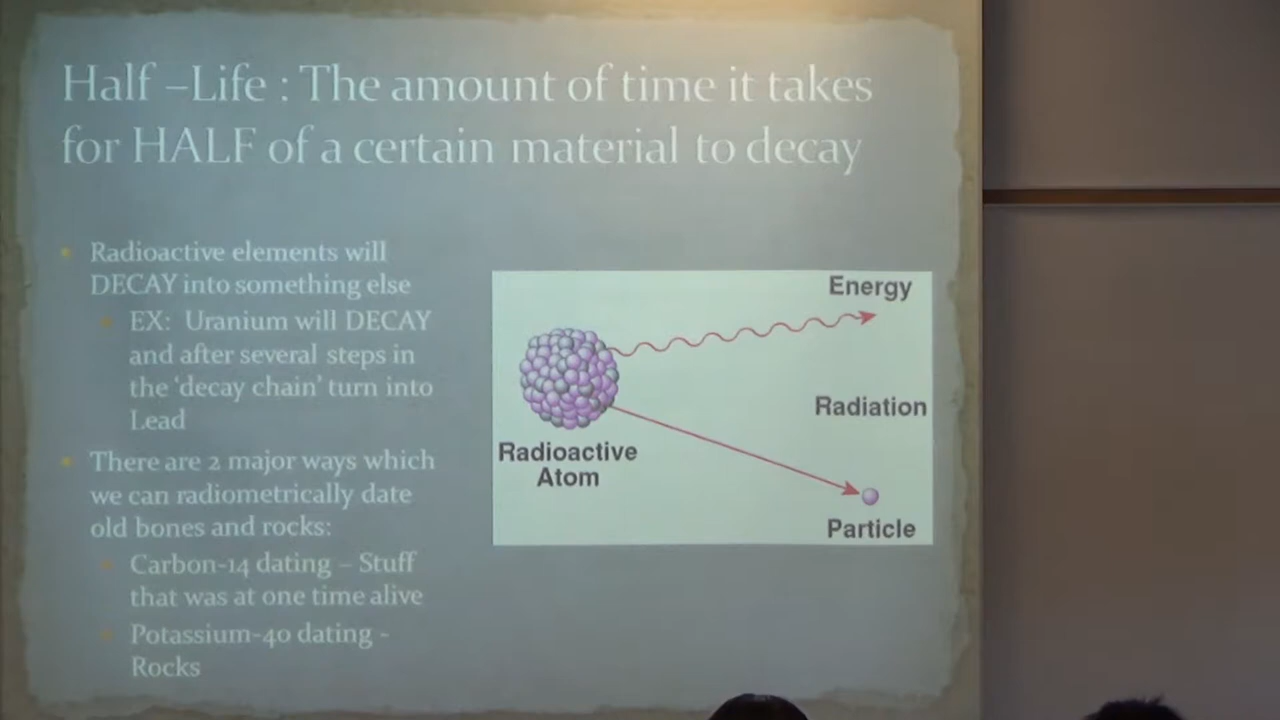 Half –Life : The amount of time it takes
for HALF of a certain material to decay
Radioactive elements will
DECAY into something else
EX: Uranium will DECAY
and after several steps in
the ‘decay chain’ turn into
Lead
There are 2 major ways which
we can radiometrically date
old bones and rocks:
Carbon-14 dating – Stuff
that was at one time alive
Potassium-40 dating -
Rocks
Energy
Radiation
Radioactive
Atom
Particle